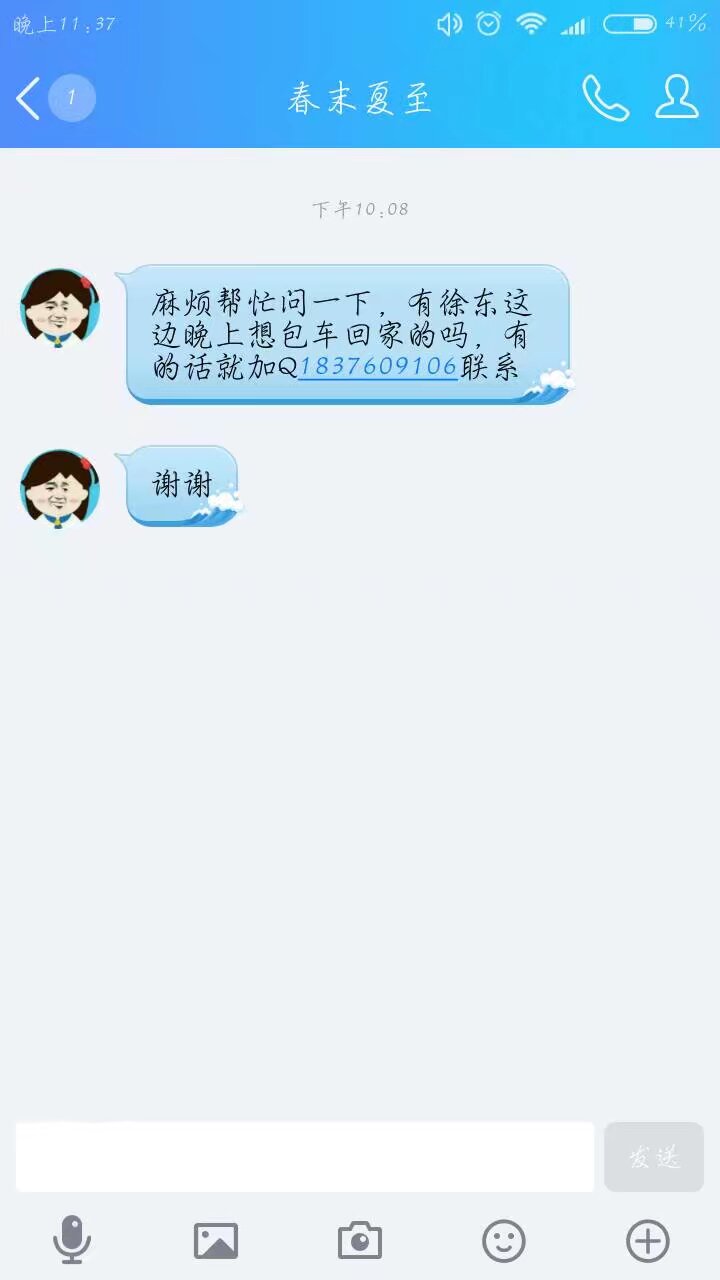 晚上11:37
41%
1
春末夏至
下午10:08
麻烦帮忙问一下，有徐东这
边晚上想包车回家的吗，有
的话就加Q1837609106联系
谢谢
发送